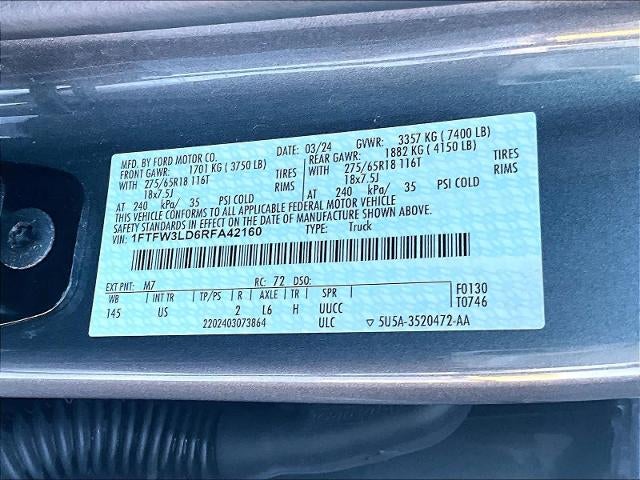 MFD. BY FORD MOTOR CO.
DATE: 03/24 GVWR: 3357 KG ( 7400 LB)
FRONT GAWR: 1701 KG ( 3750 LB) REAR GAWR: 1882 KG ( 4150 LB)
WITH 275/65R18 116T TIRES WITH 275/65R18 116T TIRES
18x7.5J RIMS 18x7.5J RIMS
AT 240 kPa/ 35 PSI COLD AT 240 kPa/ 35 PSI COLD
THIS VEHICLE CONFORMS TO ALL APPLICABLE FEDERAL MOTOR VEHICLE
SAFETY STANDARDS IN EFFECT ON THE DATE OF MANUFACTURE SHOWN ABOVE.
VIN: 1FTFW3LD6RFA42160 TYPE: Truck
EXT PNT: M7 RC: 72 DSO: F0130
WB INT TR TP/PS R AXLE TR SPR T0746
145 US 2 L6 H UUCC
2202403073864 ULC ▽ 5U5A-3520472-AA